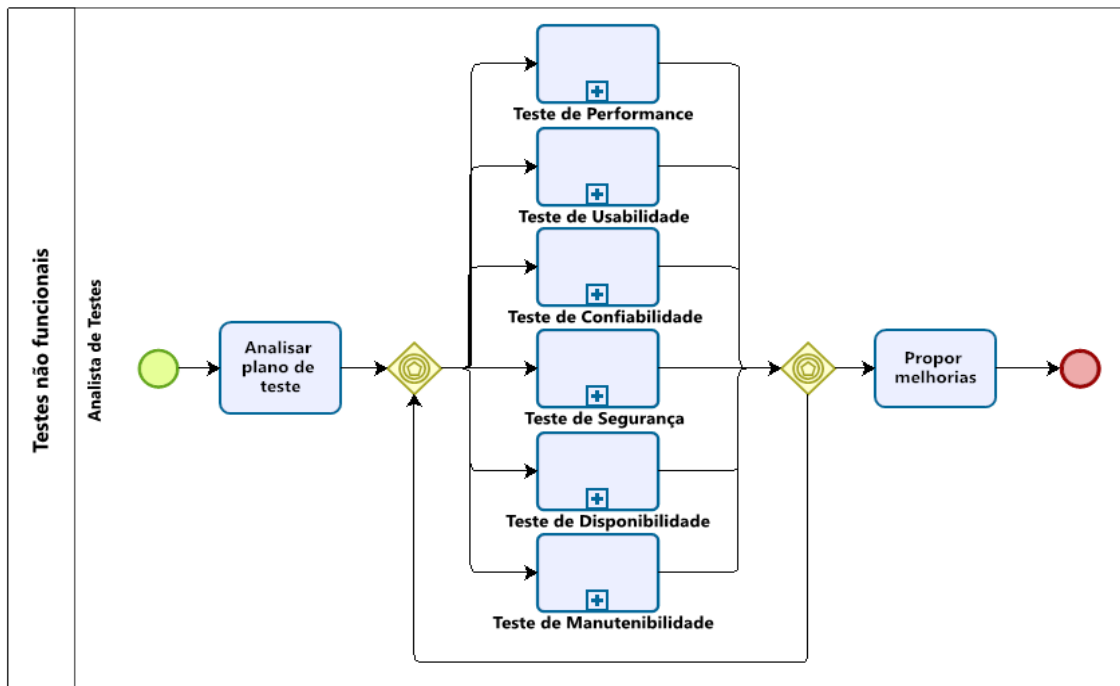 Testes não funcionais
Analista de Testes
Analisar
plano de
teste
Teste de Performance
Teste de Usabilidade
Teste de Confiabilidade
Teste de Segurança
Teste de Disponibilidade
Teste de Manutenibilidade
Propor
melhorias